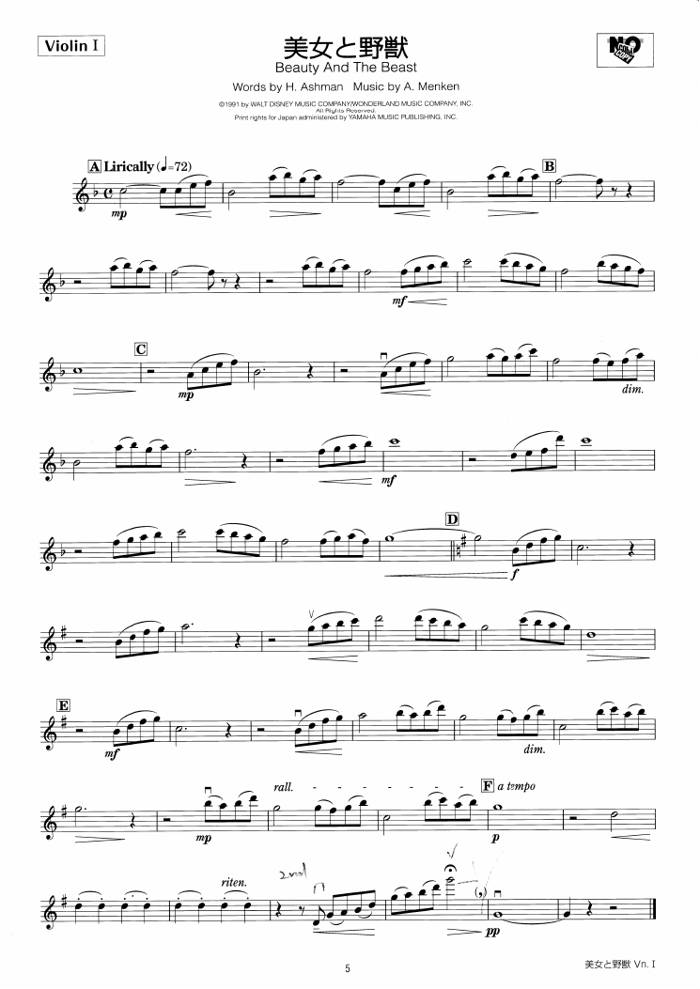 Violin I
美女と野獣
NO COPY
Beauty And The Beast
Words by H. Ashman Music by A. Menken
©1991 by WALT DISNEY MUSIC COMPANY/WONDERLAND MUSIC COMPANY, INC.
All Rights Reserved.
Print rights for Japan administered by YAMAHA MUSIC PUBLISHING, INC.
A Lirically (♩=72) B
mp
mf
C
mp dim.
mf
D
f
E
mf dim.
rall. F a tempo
mp p
riten. 2nd
pp
5
美女と野獣 Vn. I